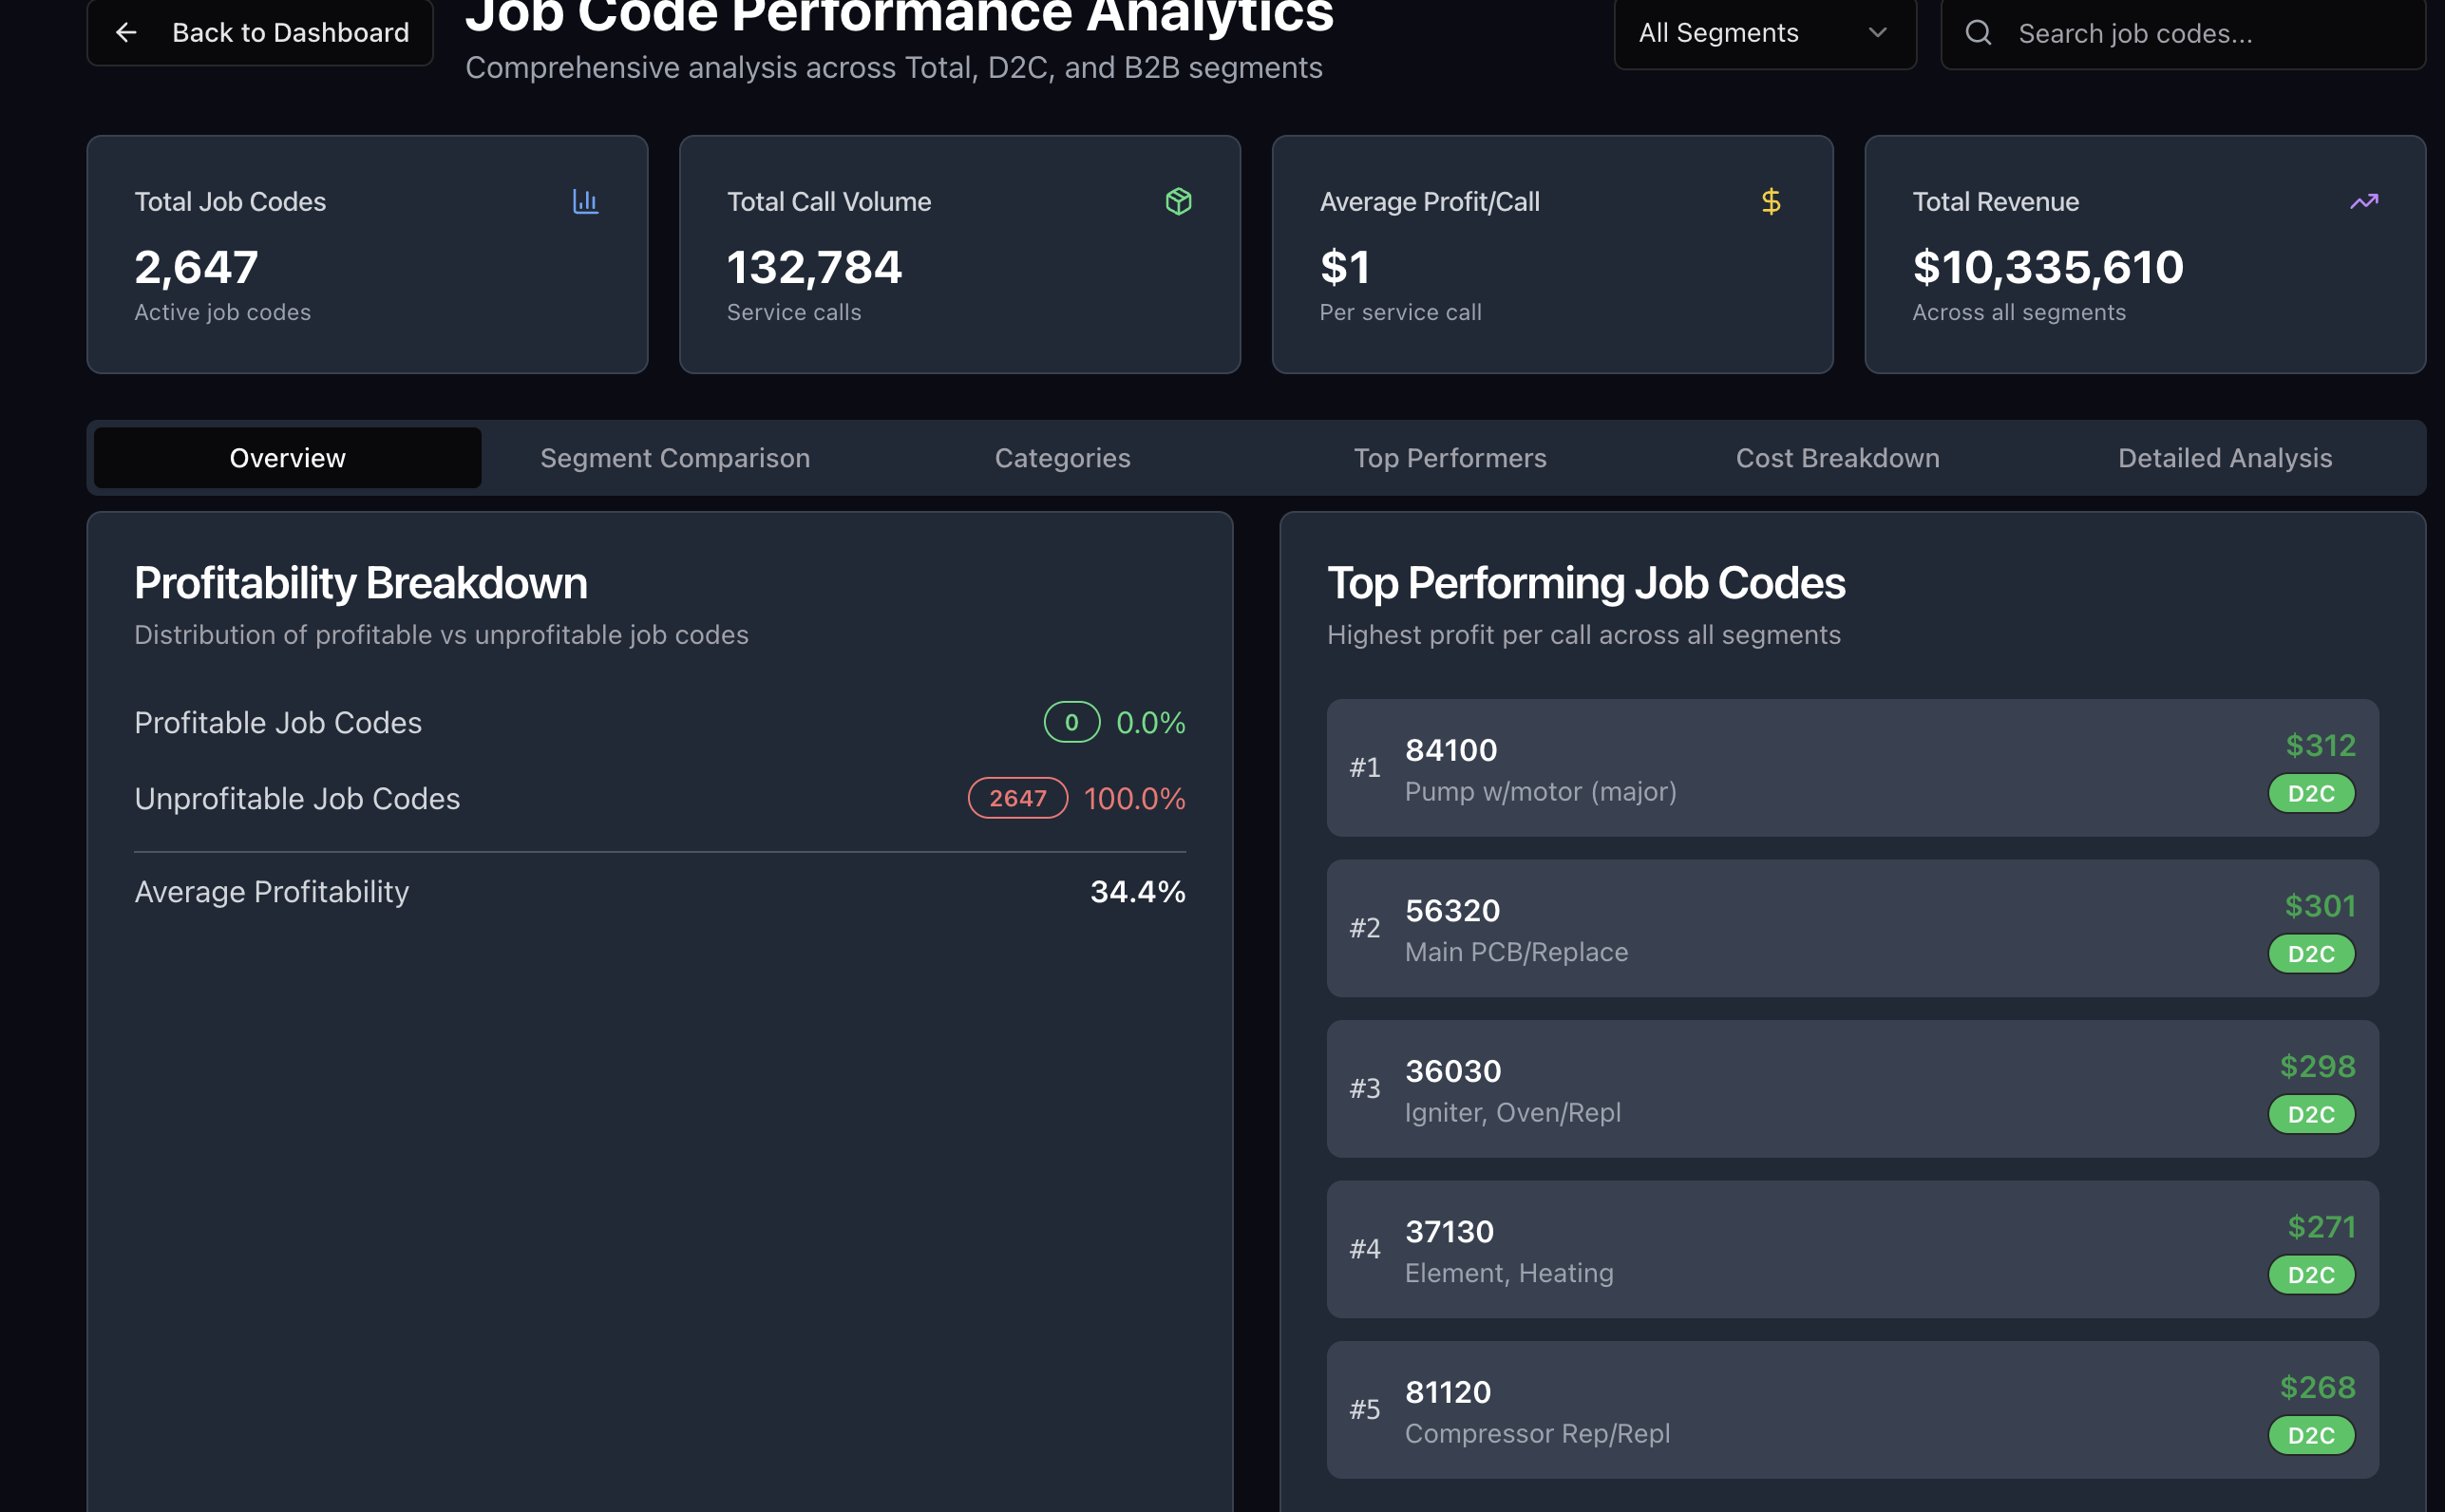 Back to Dashboard
Job Code Performance Analytics
Comprehensive analysis across Total, D2C, and B2B segments
All Segments
Search job codes...
Total Job Codes
2,647
Active job codes
Total Call Volume
132,784
Service calls
Average Profit/Call
$1
Per service call
Total Revenue
$10,335,610
Across all segments
Overview
Segment Comparison
Categories
Top Performers
Cost Breakdown
Detailed Analysis
Profitability Breakdown
Distribution of profitable vs unprofitable job codes
Profitable Job Codes 0 0.0%
Unprofitable Job Codes 2647 100.0%
Average Profitability 34.4%
Top Performing Job Codes
Highest profit per call across all segments
#1
84100
Pump w/motor (major)
$312
D2C
#2
56320
Main PCB/Replace
$301
D2C
#3
36030
Igniter, Oven/Repl
$298
D2C
#4
37130
Element, Heating
$271
D2C
#5
81120
Compressor Rep/Repl
$268
D2C